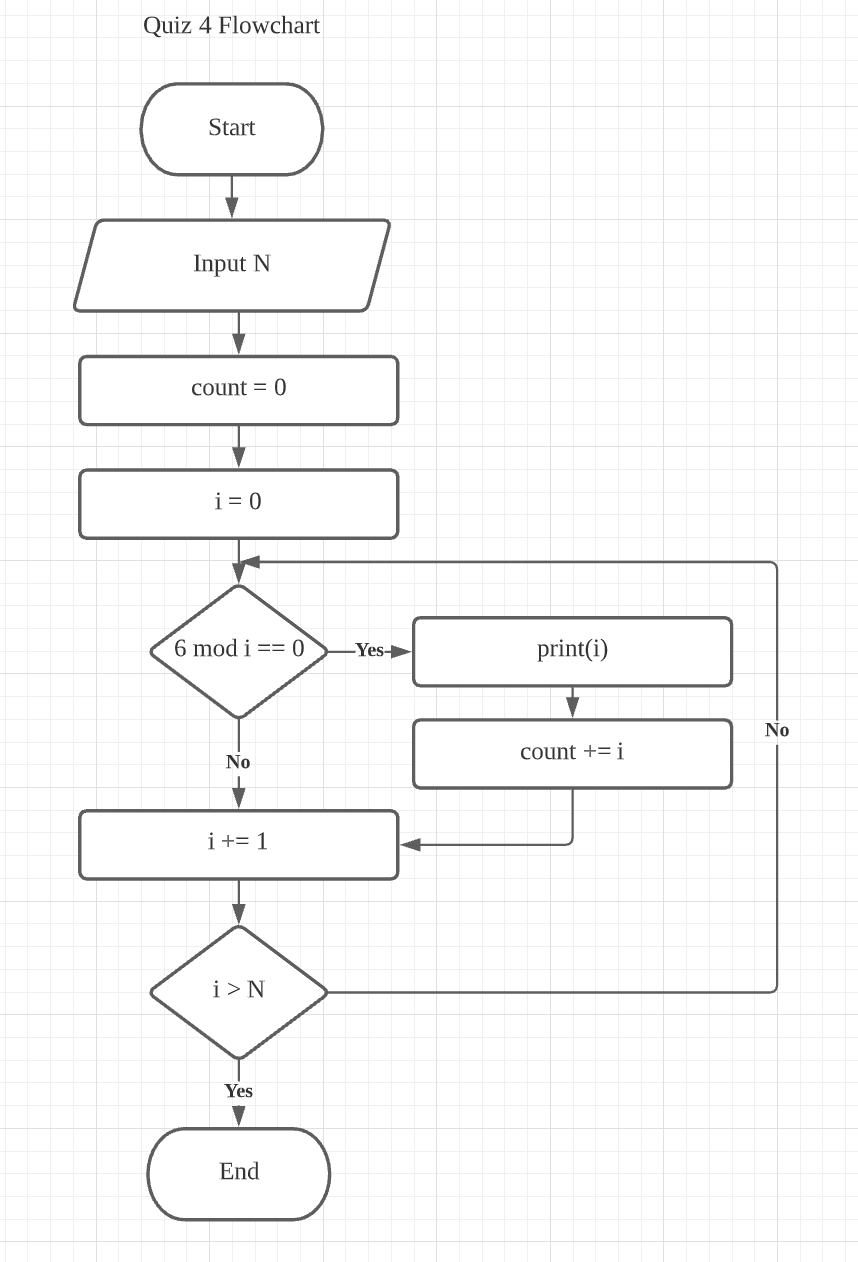 Quiz 4 Flowchart
Start
Input N
count = 0
i = 0
6 mod i == 0
Yes
print(i)
count += i
No
No
i += 1
i > N
Yes
End